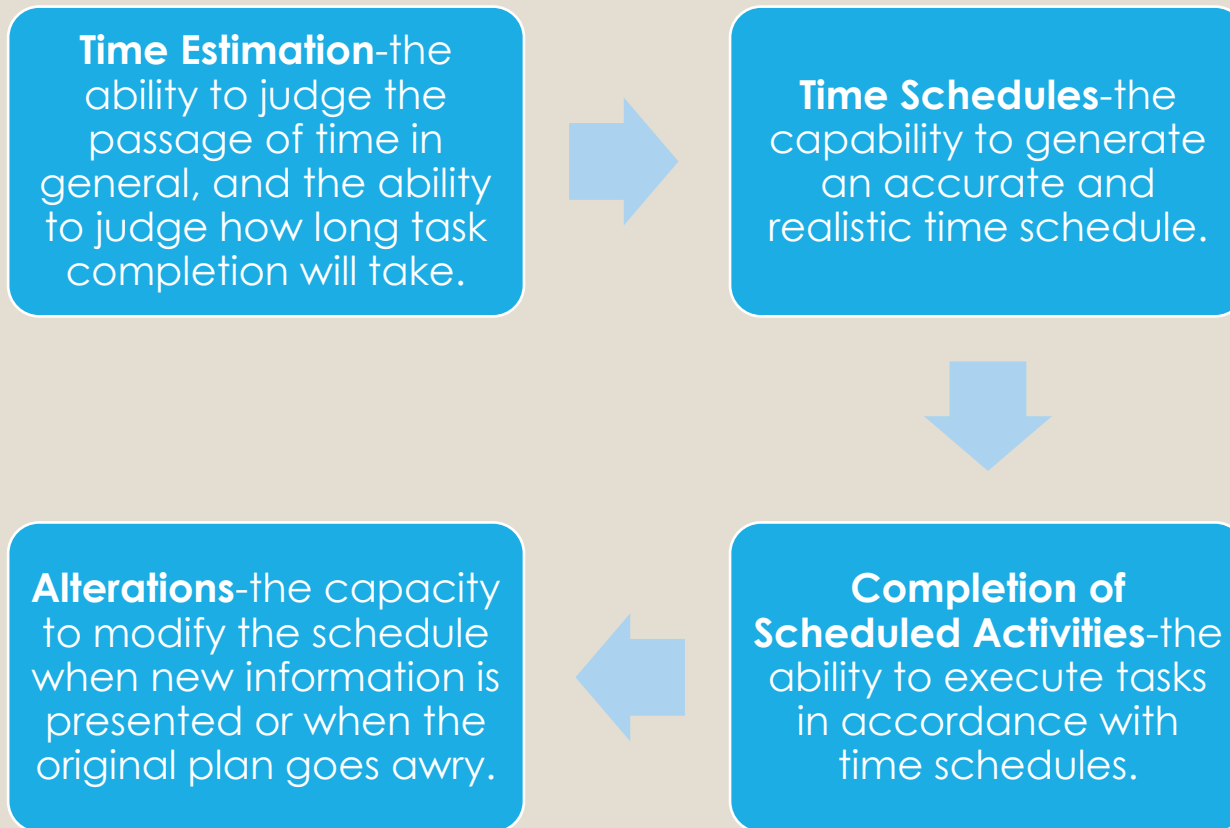 Time Estimation-the
ability to judge the
passage of time in
general, and the ability
to judge how long task
completion will take.
Time Schedules-the
capability to generate
an accurate and
realistic time schedule.
Completion of
Scheduled Activities-the
ability to execute tasks
in accordance with
time schedules.
Alterations-the capacity
to modify the schedule
when new information is
presented or when the
original plan goes awry.